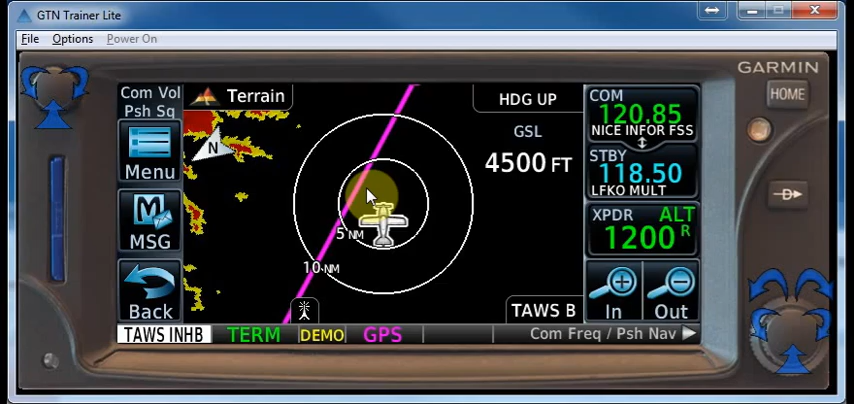 GTN Trainer Lite
File Options Power On
GARMIN
Com Vol
Psh Sq
Terrain
HDG UP
COM
120.85
NICE INFOR FSS
HOME
N
GSL
4500 FT
Menu
STBY
118.50
LFKO MULT
MSG
5 NM
XPDR ALT
1200 R
10 NM
Back
TAWS B
In Out
TAWS INHB TERM DEMO GPS Com Freq / Psh Nav